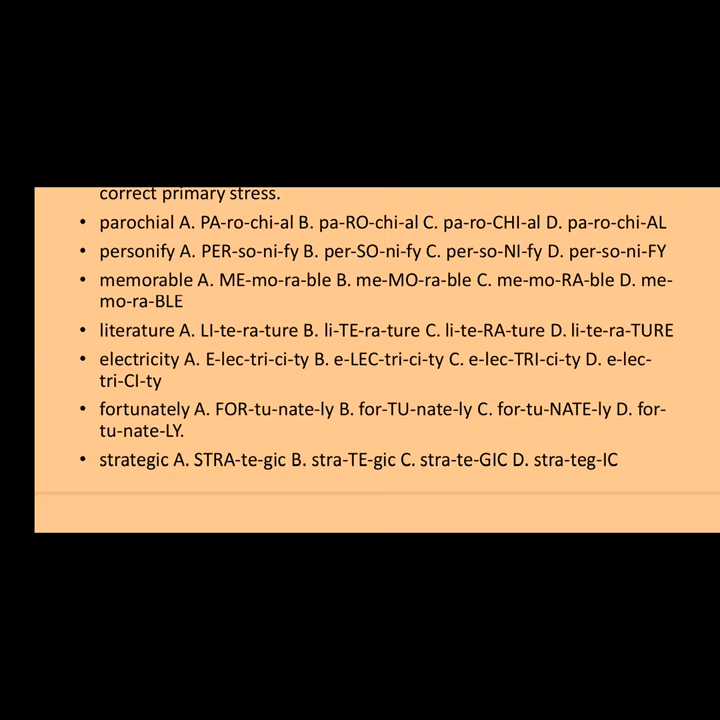 correct primary stress.
• parochial A. PA-ro-chi-al B. pa-RO-chi-al C. pa-ro-CHI-al D. pa-ro-chi-AL
• personify A. PER-so-ni-fy B. per-SO-ni-fy C. per-so-NI-fy D. per-so-ni-FY
• memorable A. ME-mo-ra-ble B. me-MO-ra-ble C. me-mo-RA-ble D. me-
mo-ra-BLE
• literature A. LI-te-ra-ture B. li-TE-ra-ture C. li-te-RA-ture D. li-te-ra-TURE
• electricity A. E-lec-tri-ci-ty B. e-LEC-tri-ci-ty C. e-lec-TRI-ci-ty D. e-lec-
tri-CI-ty
• fortunately A. FOR-tu-nate-ly B. for-TU-nate-ly C. for-tu-NATE-ly D. for-
tu-nate-LY.
• strategic A. STRA-te-gic B. stra-TE-gic C. stra-te-GIC D. stra-teg-IC